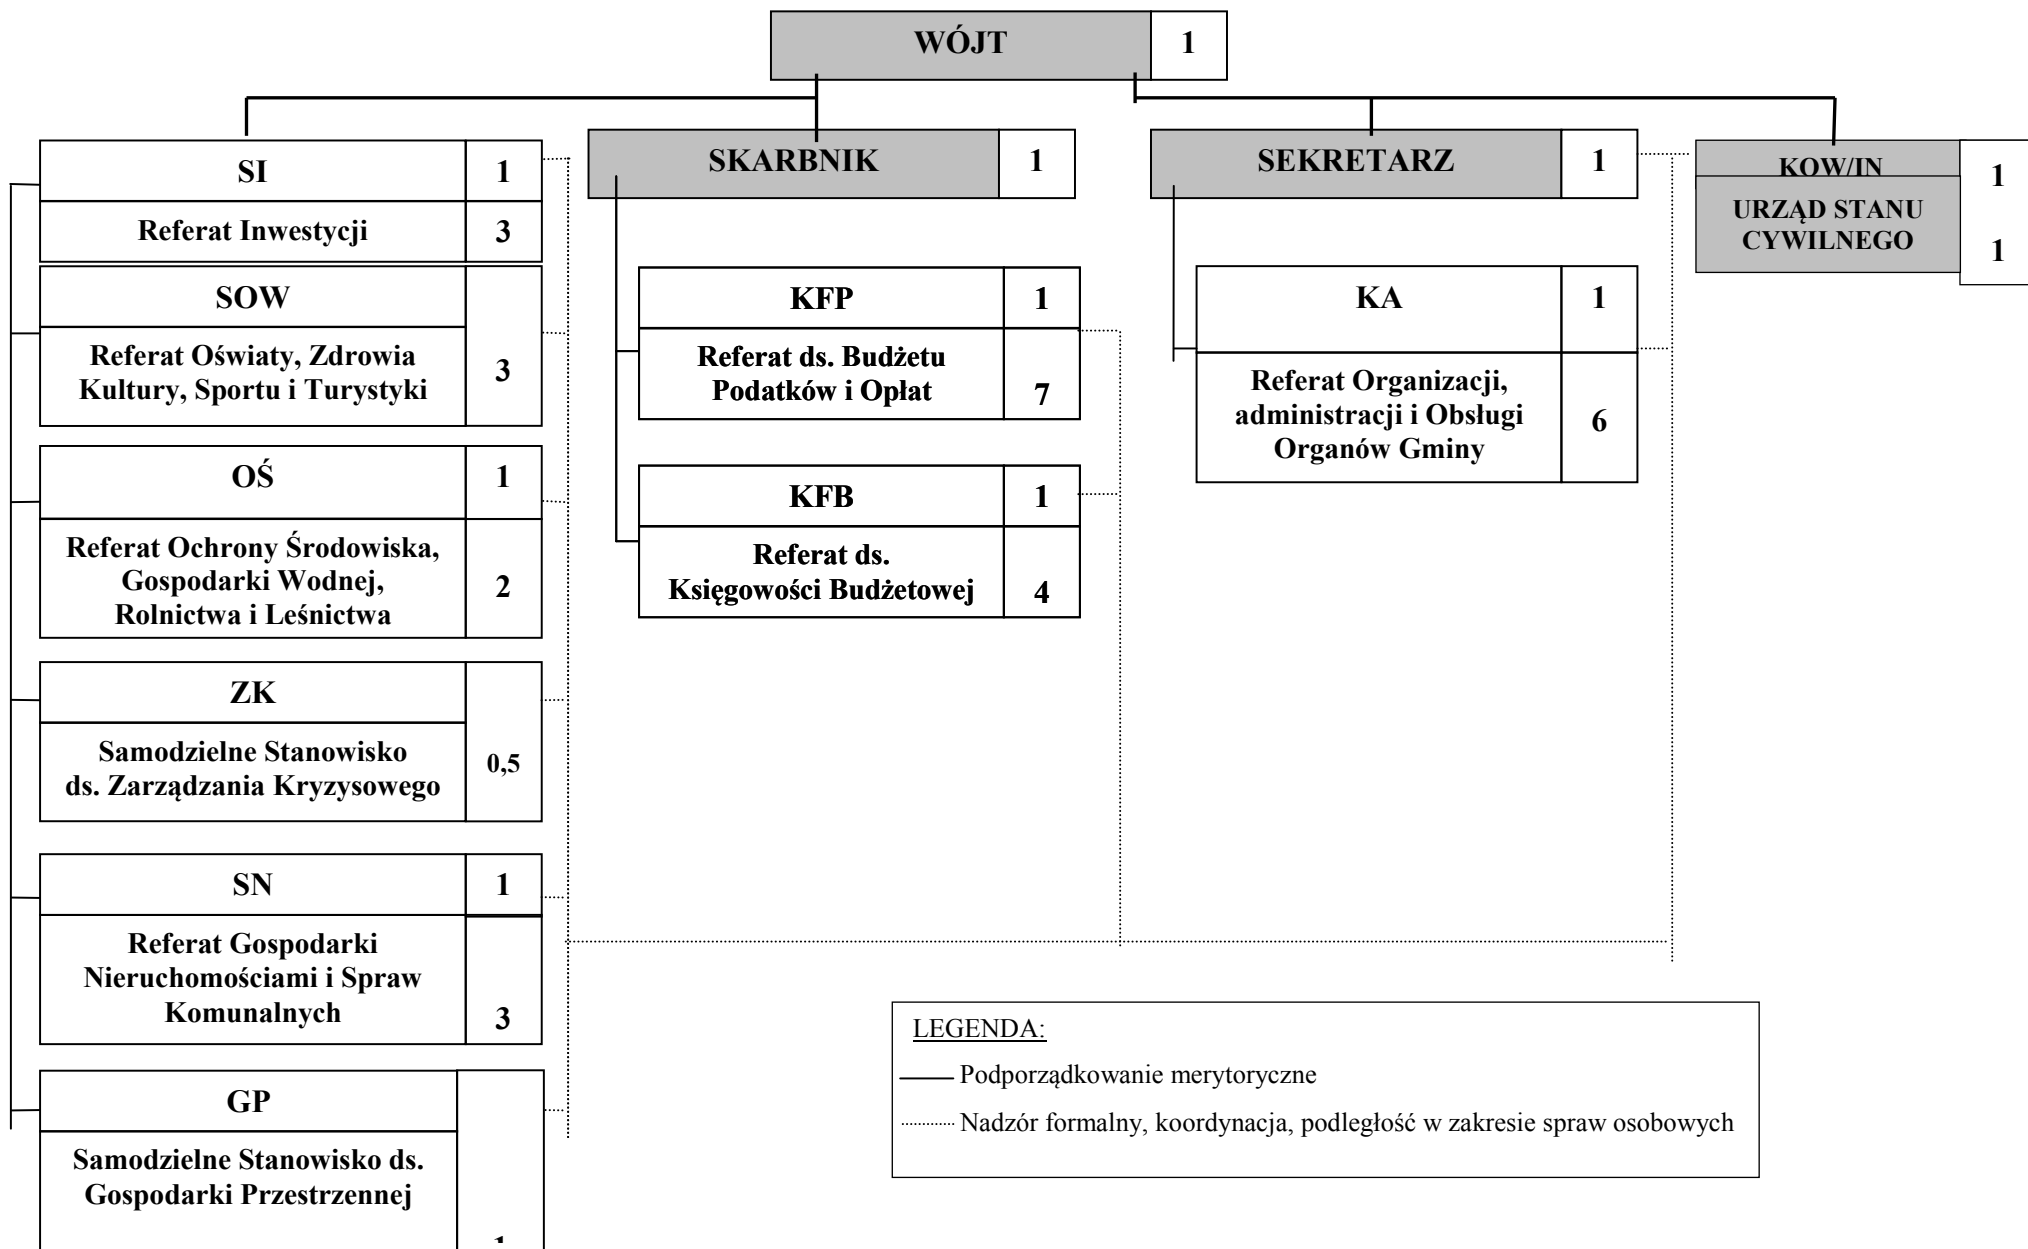 WÓJT 1
SI 1
Referat Inwestycji 3
SOW
Referat Oświaty, Zdrowia
Kultury, Sportu i Turystyki
3
OŚ 1
Referat Ochrony Środowiska,
Gospodarki Wodnej,
Rolnictwa i Leśnictwa
2
ZK
Samodzielne Stanowisko
ds. Zarządzania Kryzysowego
0,5
SN 1
Referat Gospodarki
Nieruchomościami i Spraw
Komunalnych
3
GP
Samodzielne Stanowisko ds.
Gospodarki Przestrzennej
1
SKARBNIK 1
KFP 1
Referat ds. Budżetu
Podatków i Opłat
7
KFB 1
Referat ds.
Księgowości Budżetowej
4
SEKRETARZ 1
KA 1
Referat Organizacji,
administracji i Obsługi
Organów Gminy
6
KOW/IN 1
URZĄD STANU
CYWILNEGO
1
LEGENDA:
Podporządkowanie merytoryczne
Nadzór formalny, koordynacja, podległość w zakresie spraw osobowych